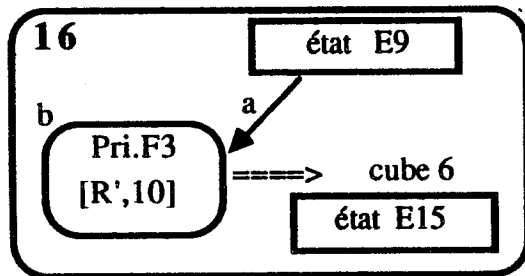 16
état E9
a
b
Pri.F3
[R',10]
====> cube 6
état E15